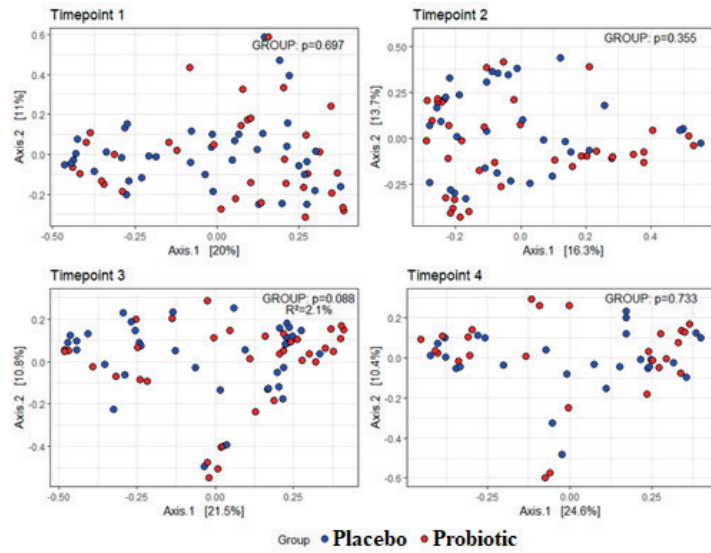 Timepoint 1
GROUP: p=0.697
0.6
0.4
0.2
0.0
-0.2
Axis.2 [11%]
-0.50
-0.25
0.00
0.25
Axis.1 [20%]
Timepoint 2
GROUP: p=0.355
0.50
0.25
0.00
-0.25
Axis.2 [13.7%]
-0.2
0.0
0.2
0.4
Axis.1 [16.3%]
Timepoint 3
GROUP: p=0.088
R²=2.1%
0.2
0.0
-0.2
-0.4
Axis.2 [10.8%]
-0.50
-0.25
0.00
0.25
Axis.1 [21.5%]
Timepoint 4
GROUP: p=0.733
0.2
0.0
-0.2
-0.4
-0.6
Axis.2 [10.4%]
-0.25
0.00
0.25
Axis.1 [24.6%]
Group Placebo Probiotic